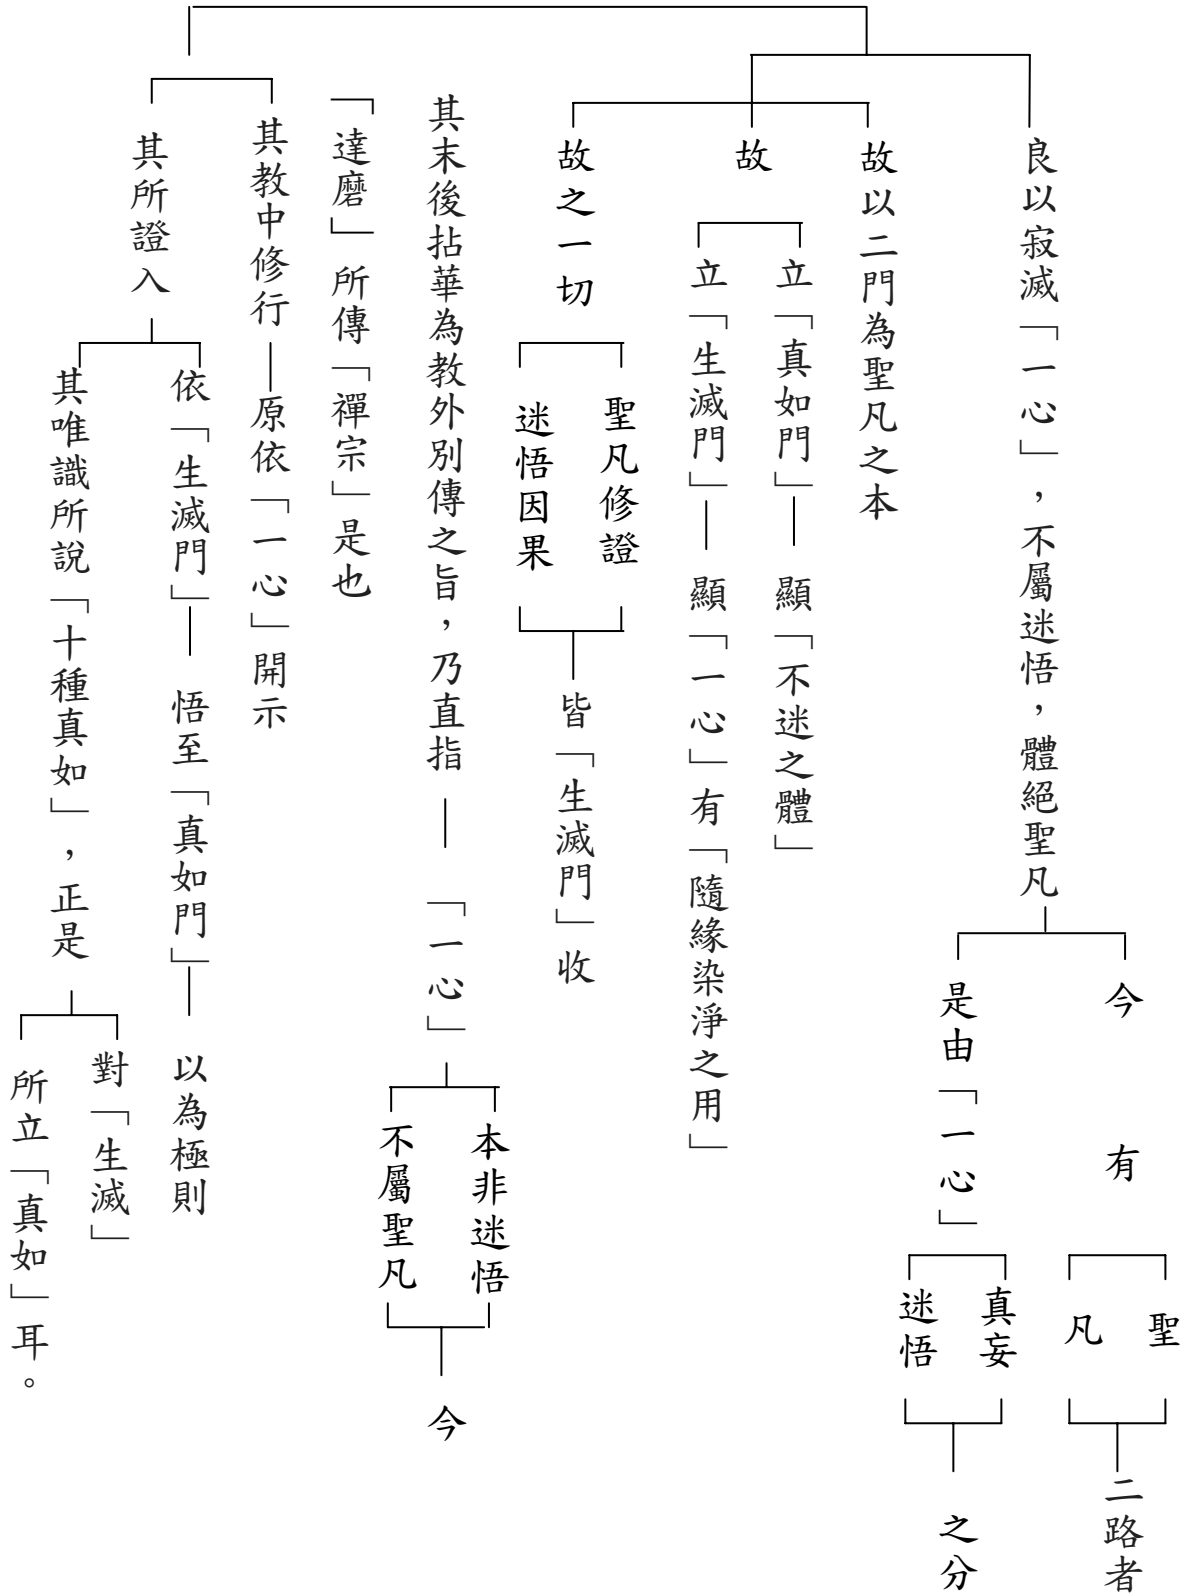 良以寂滅「一心」，不屬迷悟，體絕聖凡
今有
聖
凡
二路者
是由「一心」
真妄
迷悟
之分
故以二門為聖凡之本
故
立「真如門」— 顯「不迷之體」
立「生滅門」— 顯「一心」有「隨緣染淨之用」
故之一切
聖凡修證
迷悟因果
皆「生滅門」收
其末後拈華為教外別傳之旨，乃直指 — 「一心」
本非迷悟
不屬聖凡
今
「達磨」所傳「禪宗」是也
其教中修行—原依「一心」開示
其所證入
依「生滅門」— 悟至「真如門」— 以為極則
其唯識所說「十種真如」，正是
對「生滅」
所立「真如」耳。